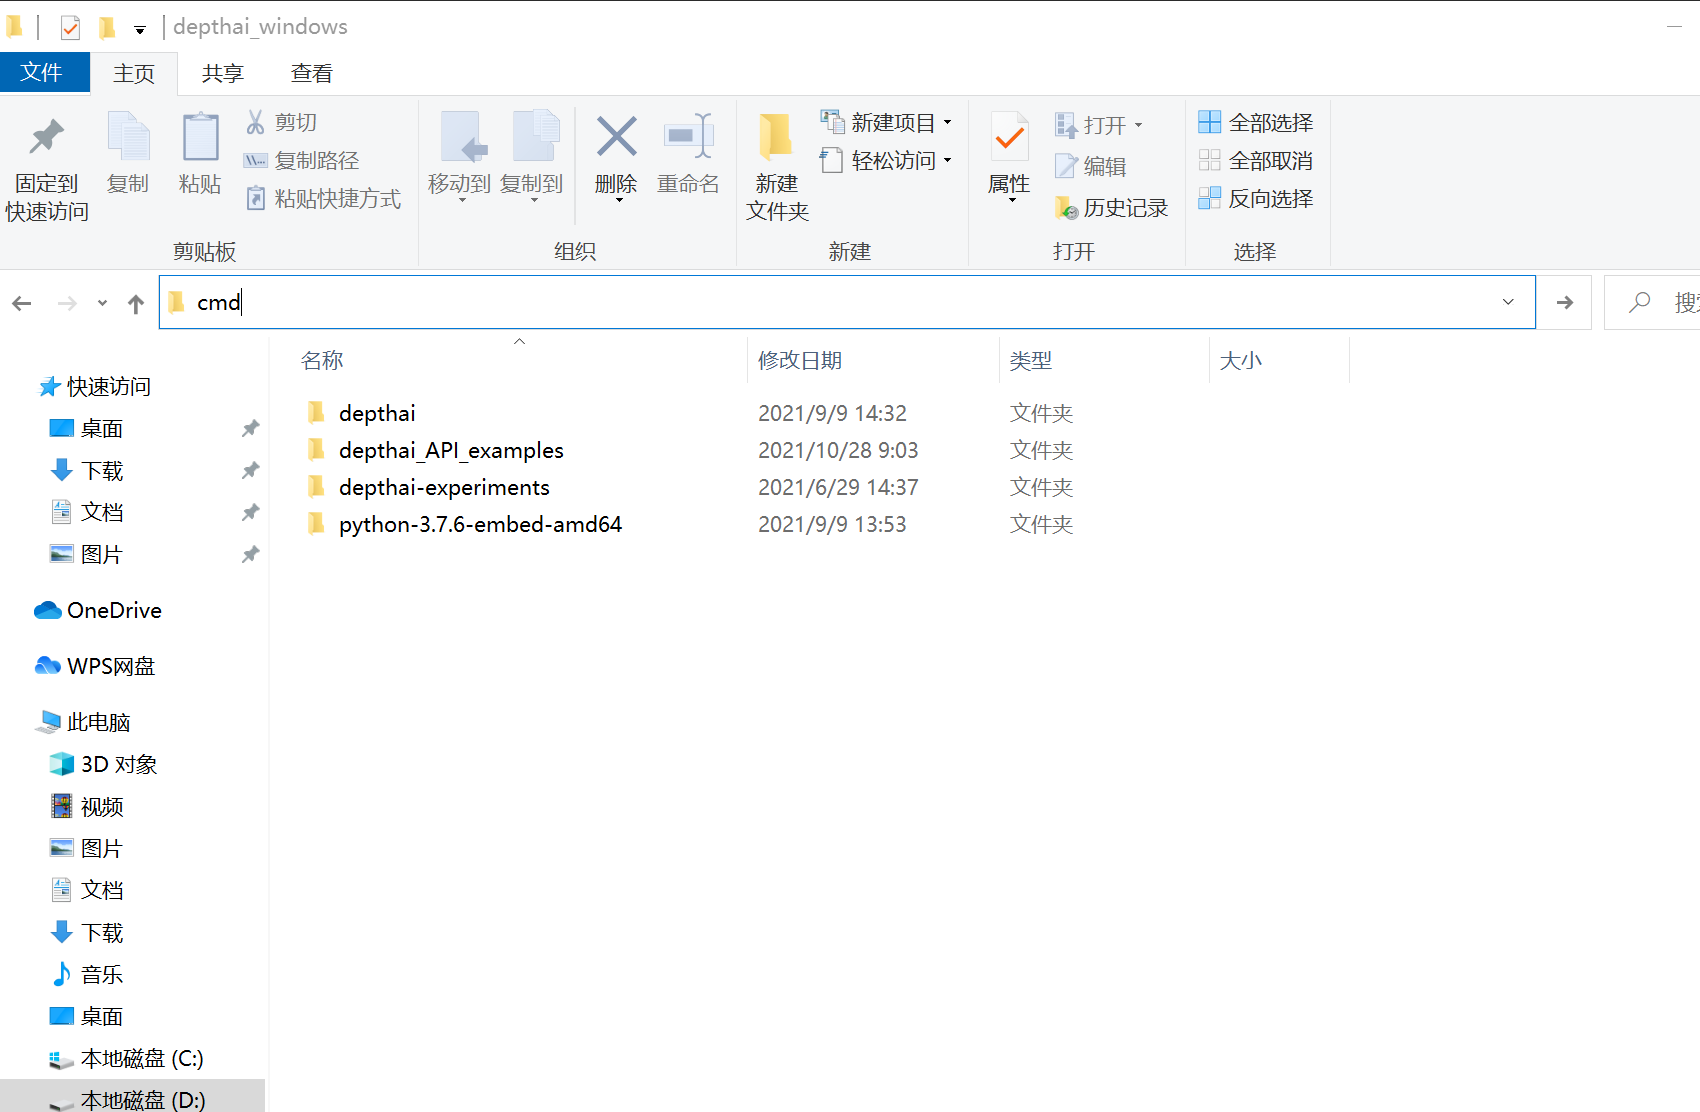 depthai_windows
文件 主页 共享 查看
固定到
快速访问
复制
粘贴
剪切
复制路径
粘贴快捷方式
剪贴板
移动到
复制到
删除
重命名
组织
新建
文件夹
新建项目
轻松访问
新建
属性
打开
编辑
历史记录
打开
全部选择
全部取消
反向选择
选择
cmd
搜索
名称 修改日期 类型 大小
depthai 2021/9/9 14:32 文件夹
depthai_API_examples 2021/10/28 9:03 文件夹
depthai-experiments 2021/6/29 14:37 文件夹
python-3.7.6-embed-amd64 2021/9/9 13:53 文件夹
快速访问
桌面
下载
文档
图片
OneDrive
WPS网盘
此电脑
3D 对象
视频
图片
文档
下载
音乐
桌面
本地磁盘 (C:)
本地磁盘 (D:)